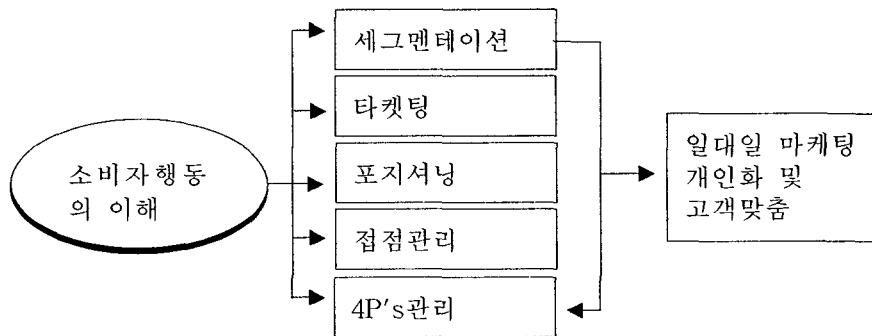 소비자행동
의 이해
세그멘테이션
타켓팅
포지셔닝
접점관리
4P's관리
일대일 마케팅
개인화 및
고객맞춤